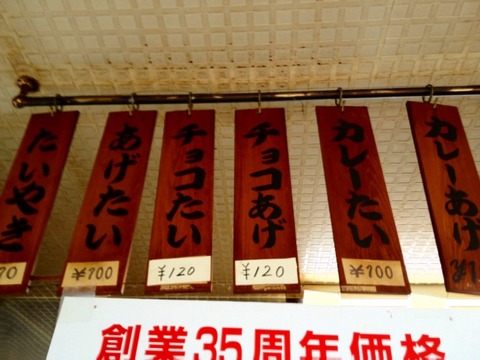 たいやき
あげたい
¥100
チョコたい
¥120
チョコあげ
¥120
カレーたい
¥100
カレーあげ
創業35周年価格